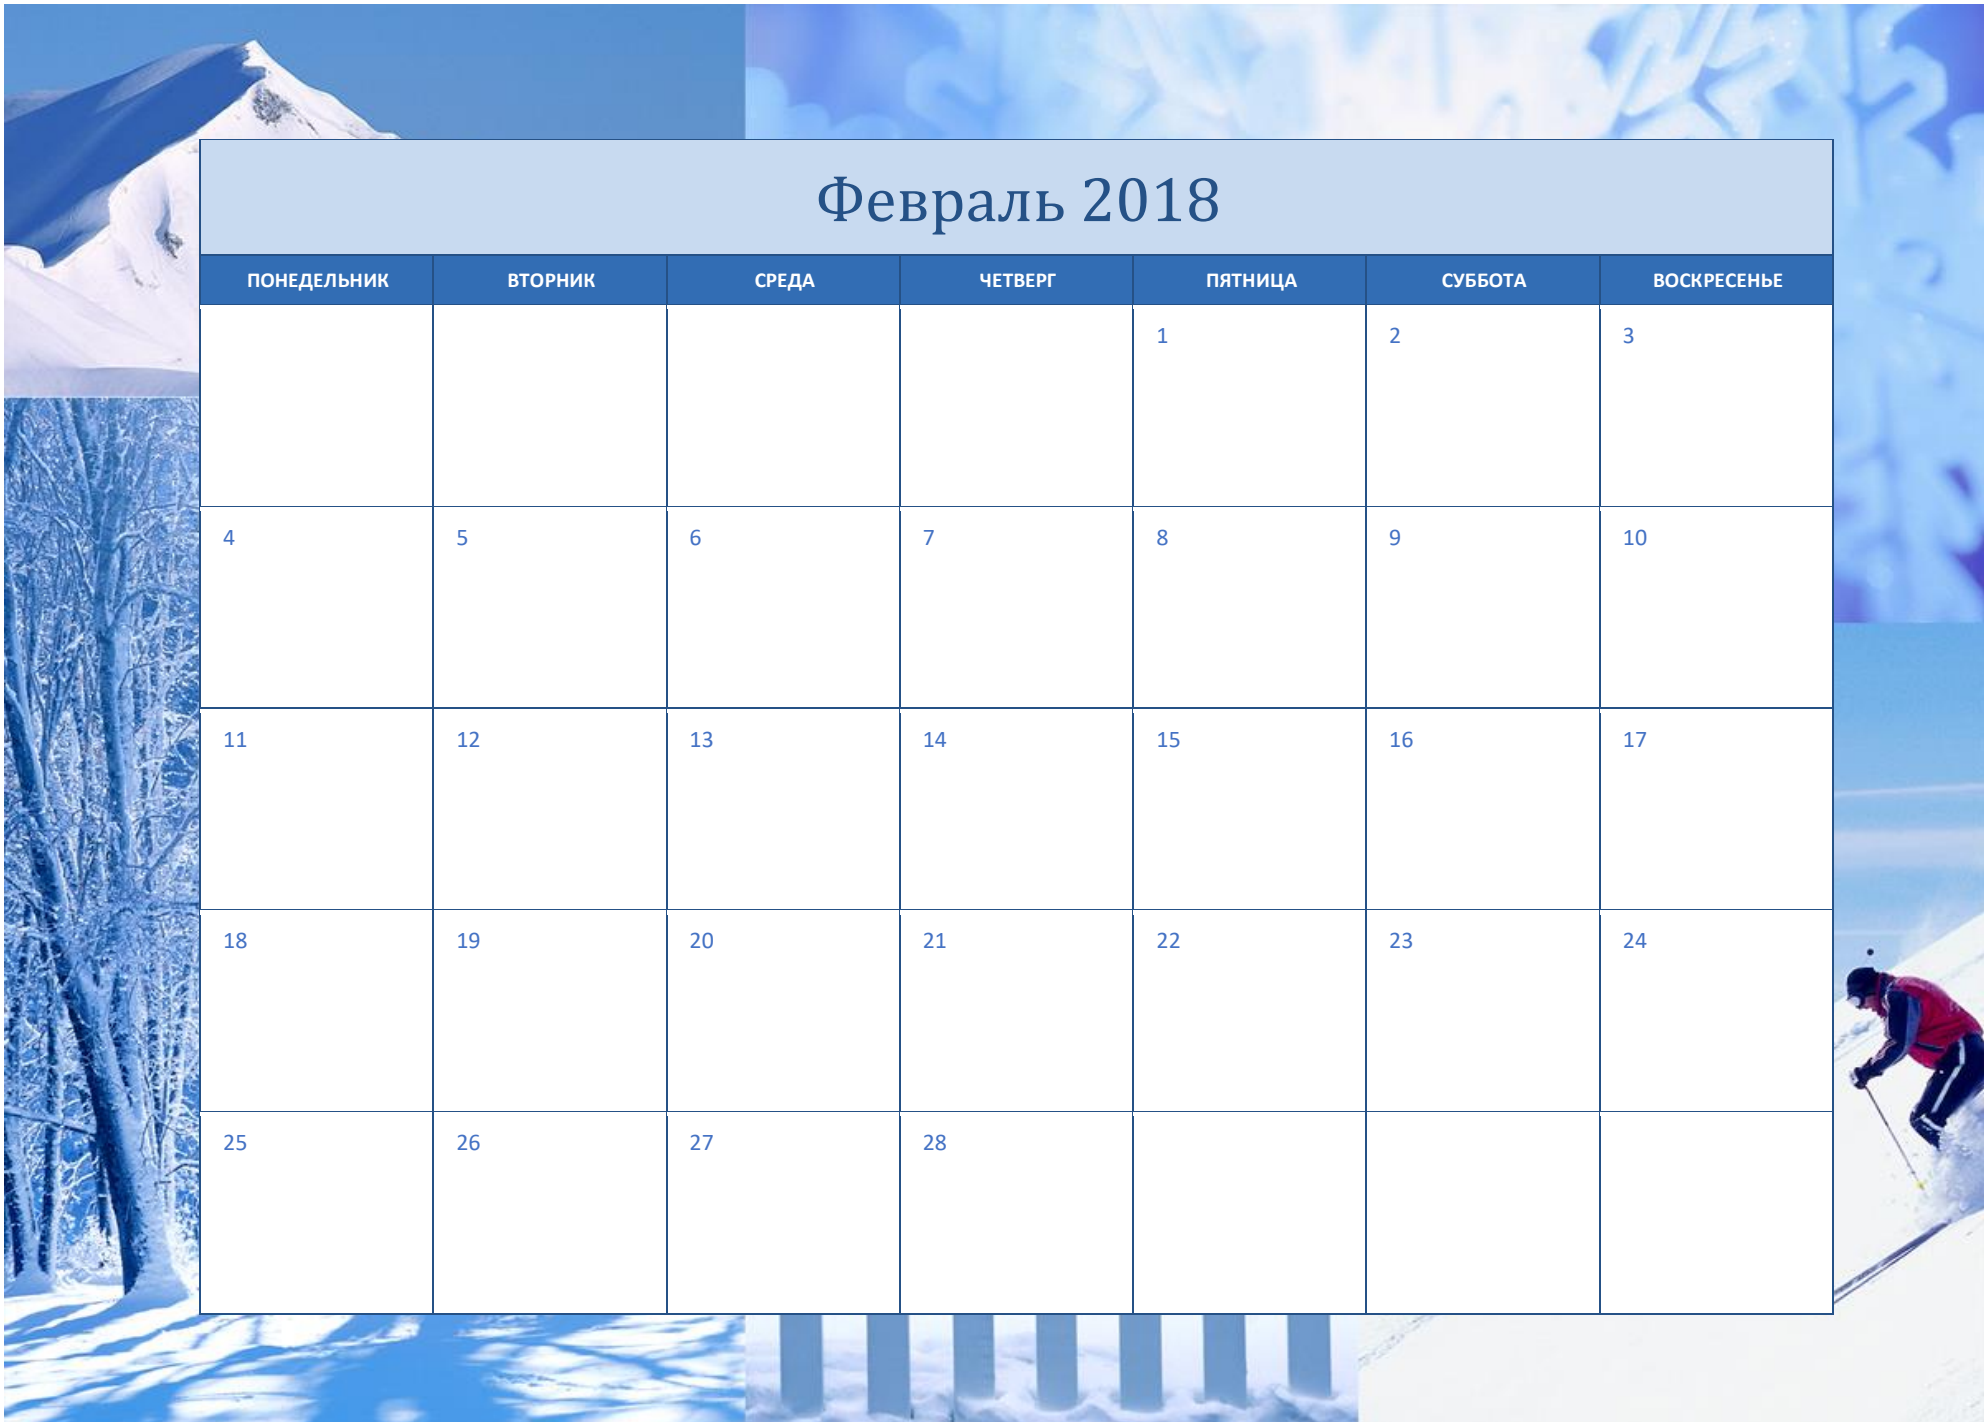 Февраль 2018
ПОНЕДЕЛЬНИК ВТОРНИК СРЕДА ЧЕТВЕРГ ПЯТНИЦА СУББОТА ВОСКРЕСЕНЬЕ
1 2 3
4 5 6 7 8 9 10
11 12 13 14 15 16 17
18 19 20 21 22 23 24
25 26 27 28